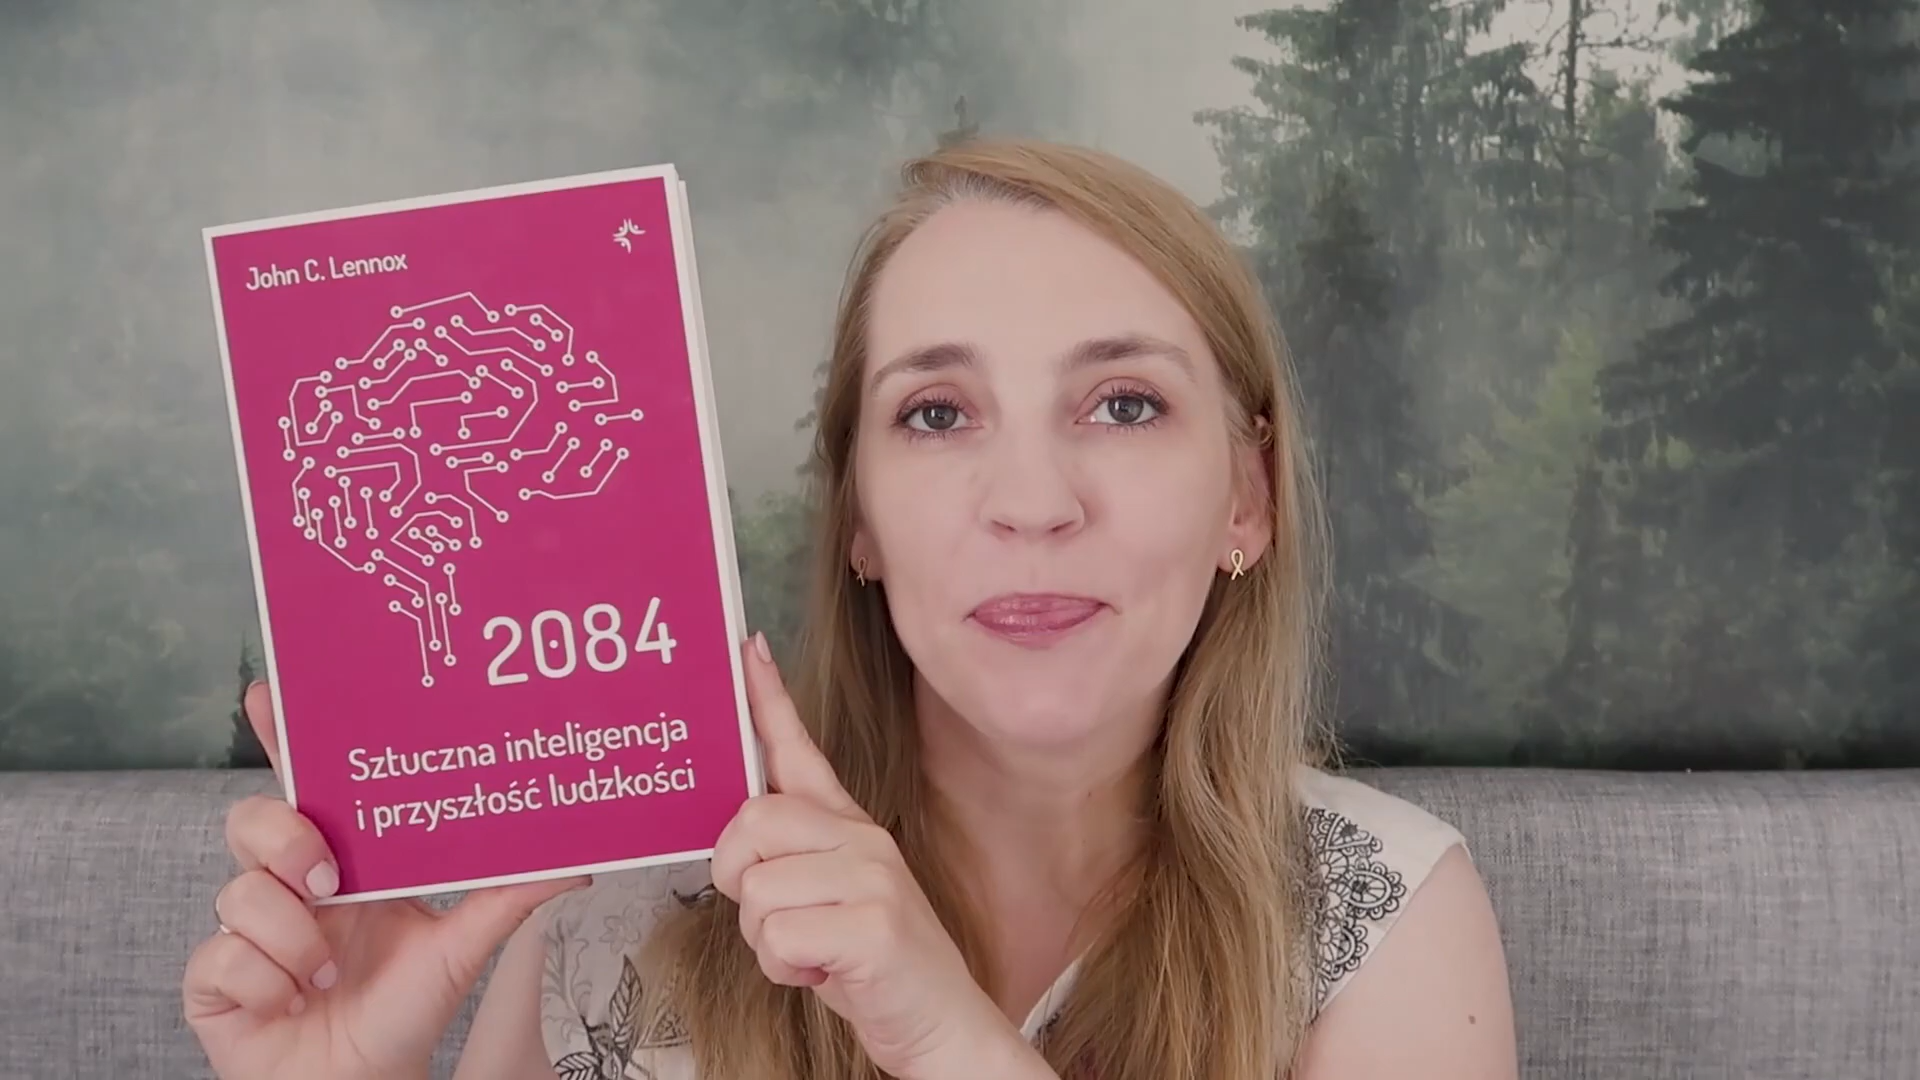 John C. Lennox
2084
Sztuczna inteligencja
i przyszłość ludzkości